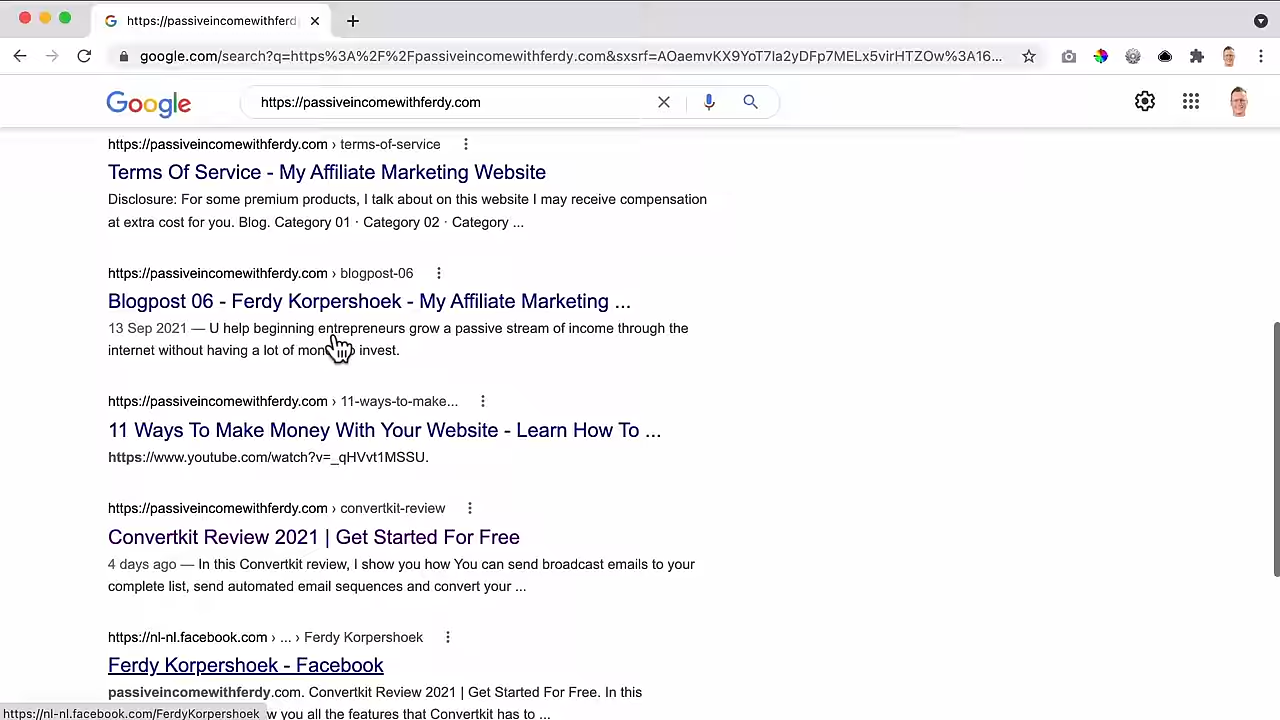 https://passiveincomewithferdy
google.com/search?q=https%3A%2F%2Fpassiveincomewithferdy.com&sxsrf=AOaemvKX9YoT7la2yDFp7MELx5virHTZOw%3A16...
Google
https://passiveincomewithferdy.com
https://passiveincomewithferdy.com › terms-of-service
Terms Of Service - My Affiliate Marketing Website
Disclosure: For some premium products, I talk about on this website I may receive compensation
at extra cost for you. Blog. Category 01 · Category 02 · Category ...
https://passiveincomewithferdy.com › blogpost-06
Blogpost 06 - Ferdy Korpershoek - My Affiliate Marketing ...
13 Sep 2021 — U help beginning entrepreneurs grow a passive stream of income through the
internet without having a lot of invest.
https://passiveincomewithferdy.com › 11-ways-to-make...
11 Ways To Make Money With Your Website - Learn How To ...
https://www.youtube.com/watch?v=_qHVvt1MSSU.
https://passiveincomewithferdy.com › convertkit-review
Convertkit Review 2021 | Get Started For Free
4 days ago — In this Convertkit review, I show you how You can send broadcast emails to your
complete list, send automated email sequences and convert your ...
https://nl-nl.facebook.com › ... › Ferdy Korpershoek
Ferdy Korpershoek - Facebook
passiveincomewithferdy.com. Convertkit Review 2021 | Get Started For Free. In this
https://nl-nl.facebook.com/FerdyKorpershoek w you all the features that Convertkit has to ...